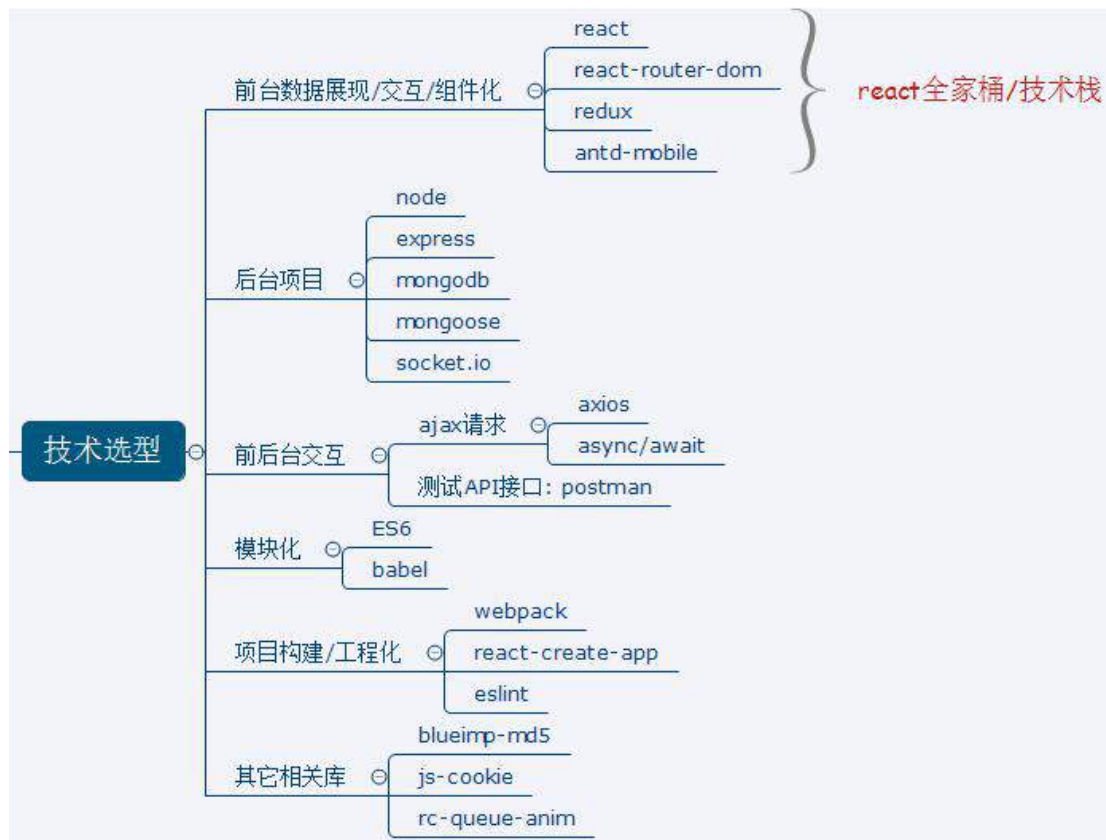 技术选型
前台数据展现/交互/组件化
react
react-router-dom
redux
antd-mobile
react全家桶/技术栈
后台项目
node
express
mongodb
mongoose
socket.io
前后台交互
ajax请求
axios
async/await
测试API接口: postman
模块化
ES6
babel
项目构建/工程化
webpack
react-create-app
eslint
其它相关库
blueimp-md5
js-cookie
rc-queue-anim